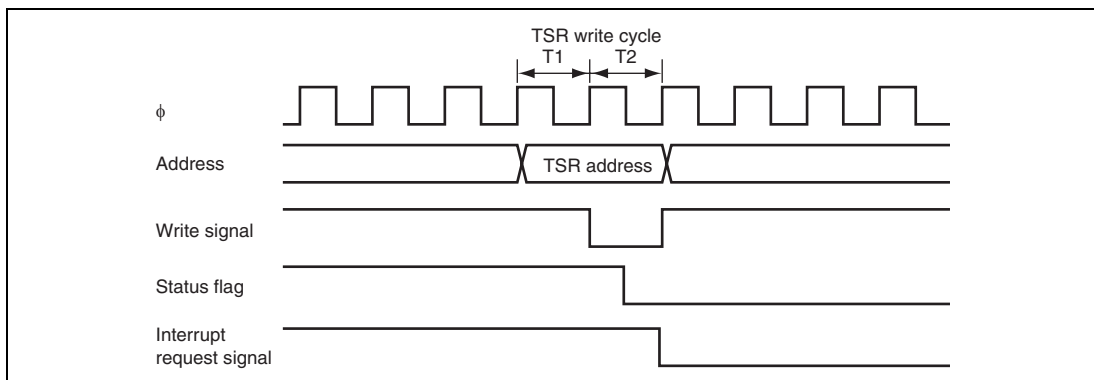 TSR write cycle
T1 T2
ϕ
Address
TSR address
Write signal
Status flag
Interrupt
request signal